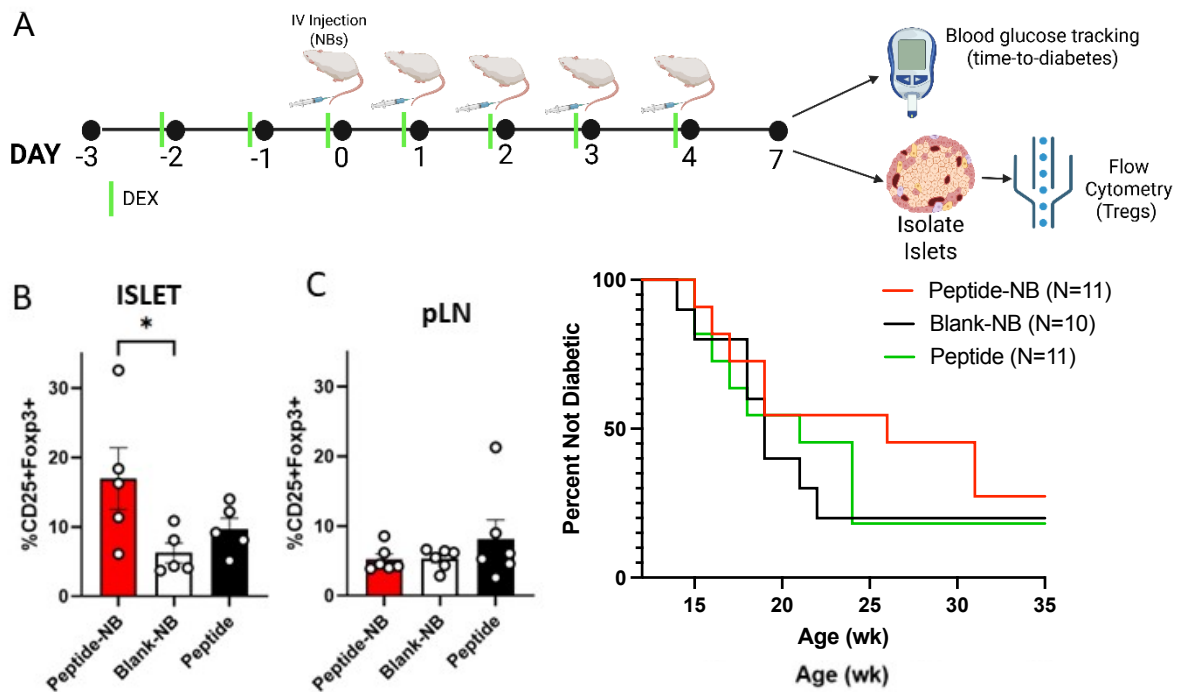 A
IV Injection
(NBs)
DAY
-3
-2
-1
0
1
2
3
4
7
DEX
Blood glucose tracking
(time-to-diabetes)
Isolate
Islets
Flow
Cytometry
(Tregs)
B
ISLET
*
%CD25+Foxp3+
30
20
10
0
Peptide-NB
Blank-NB
Peptide
C
pLN
%CD25+Foxp3+
30
20
10
0
Peptide-NB
Blank-NB
Peptide
Percent Not Diabetic
100
50
0
15
20
25
30
35
Age (wk)
Age (wk)
Peptide-NB (N=11)
Blank-NB (N=10)
Peptide (N=11)